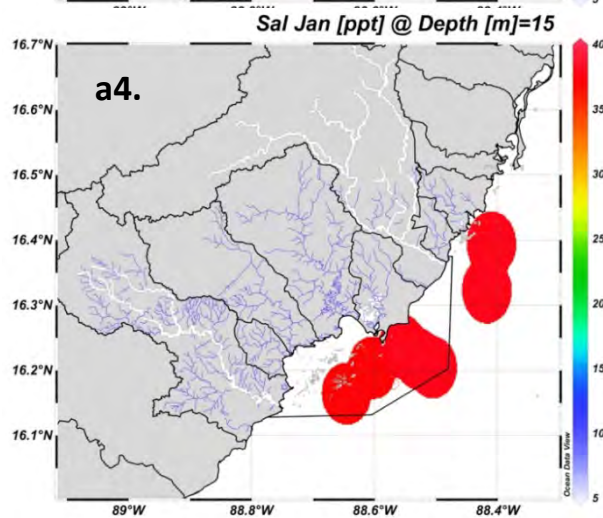 Sal Jan [ppt] @ Depth [m]=15
a4.
16.7°N
16.6°N
16.5°N
16.4°N
16.3°N
16.2°N
16.1°N
89°W
88.8°W
88.6°W
88.4°W
40
35
30
25
20
15
10
5
Ocean Data View